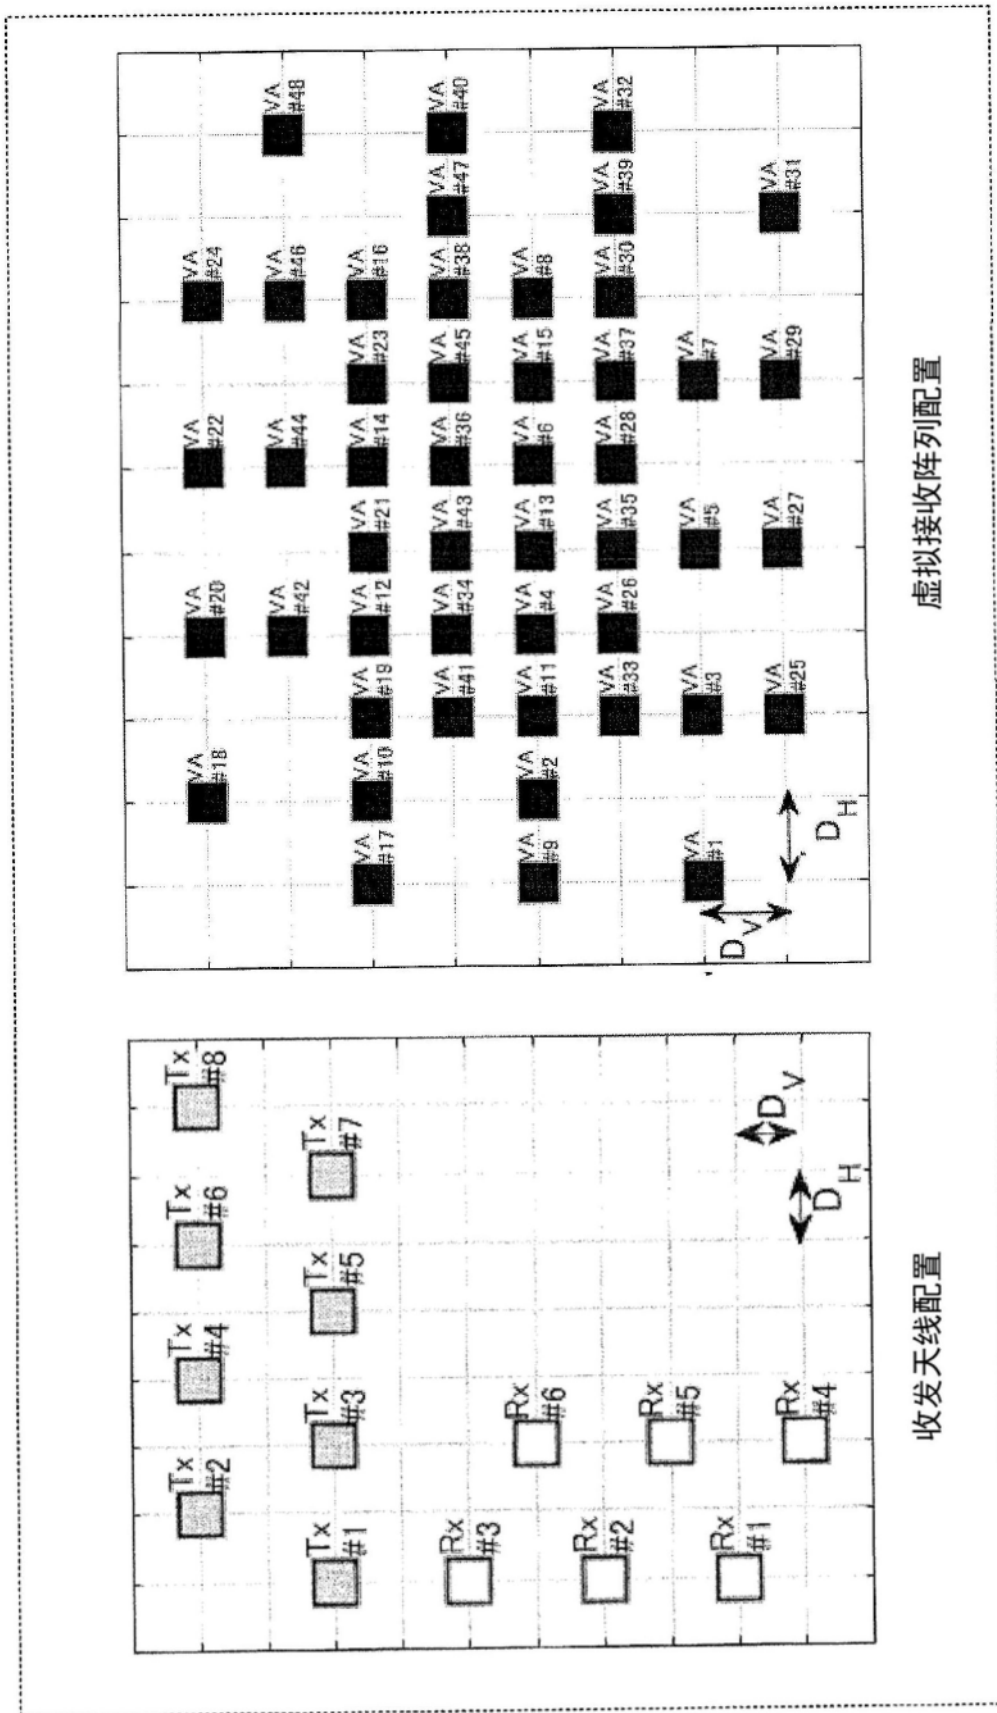 Tx
#2
Tx
#4
Tx
#6
Tx
#8
Tx
#1
Tx
#3
Tx
#5
Tx
#7
Rx
#3
Rx
#6
Rx
#2
Rx
#5
Rx
#1
Rx
#4
DV
DH
收发天线配置
VA
#18
VA
#20
VA
#22
VA
#24
VA
#42
VA
#44
VA
#46
VA
#48
VA
#17
VA
#10
VA
#19
VA
#12
VA
#21
VA
#14
VA
#23
VA
#16
VA
#41
VA
#34
VA
#43
VA
#36
VA
#45
VA
#38
VA
#47
VA
#40
VA
#9
VA
#2
VA
#11
VA
#4
VA
#13
VA
#6
VA
#15
VA
#8
VA
#33
VA
#26
VA
#35
VA
#28
VA
#37
VA
#30
VA
#39
VA
#32
VA
#1
VA
#3
VA
#5
VA
#7
VA
#25
VA
#27
VA
#29
VA
#31
DV
DH
虚拟接收阵列配置